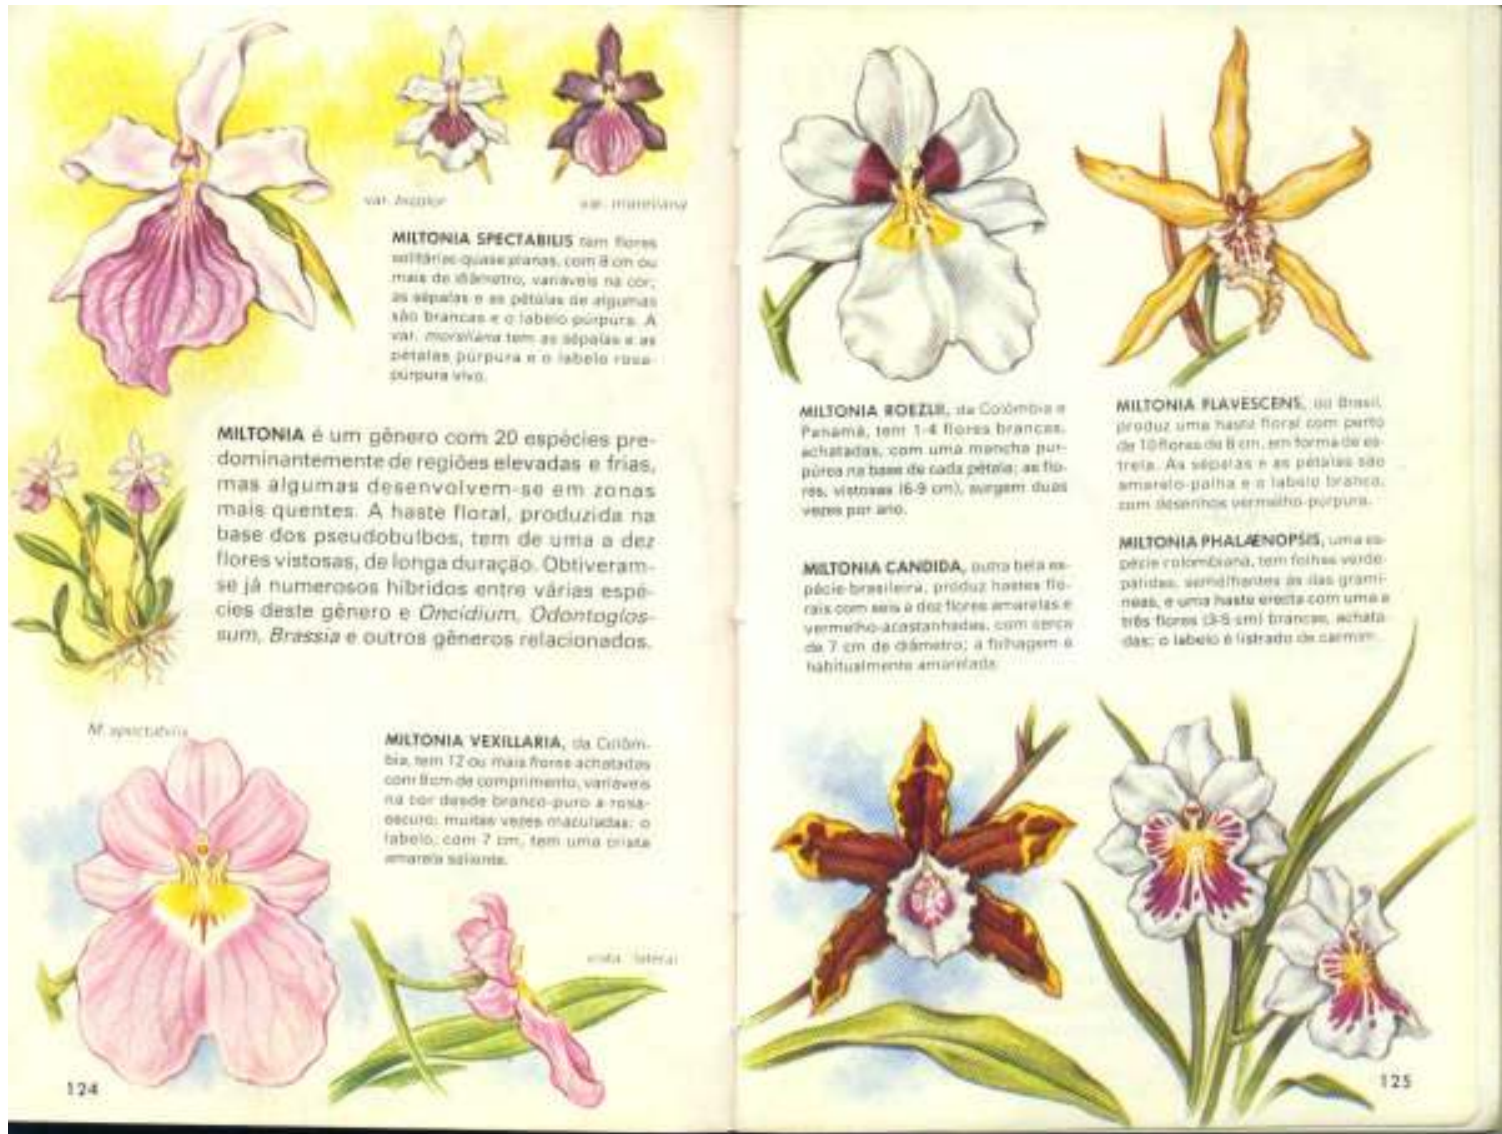 var. bicolor
var. moreliana
MILTONIA SPECTABILIS tem flores
solitárias quase planas, com 8 cm ou
mais de diâmetro, variáveis na cor;
as sépalas e as pétalas de algumas
são brancas e o labelo púrpura. A
var. moreliana tem as sépalas e as
pétalas púrpura e o labelo rosa-
púrpura vivo.
MILTONIA é um gênero com 20 espécies pre-
dominantemente de regiões elevadas e frias,
mas algumas desenvolvem-se em zonas
mais quentes. A haste floral, produzida na
base dos pseudobulbos, tem de uma a dez
flores vistosas, de longa duração. Obtiveram-
se já numerosos híbridos entre várias espé-
cies deste gênero e Oncidium, Odontoglos-
sum, Brassia e outros gêneros relacionados.
M. spectabilis
MILTONIA VEXILLARIA, da Colôm-
bia, tem 12 ou mais flores achatadas
com 8 cm de comprimento, variáveis
na cor desde branco-puro a rosa-
escuro; muitas vezes maculadas; o
labelo, com 7 cm, tem uma crista
amarela saliente.
vista lateral
124
MILTONIA ROEZLII, da Colômbia e
Panamá, tem 1-4 flores brancas,
achatadas, com uma mancha pur-
púrea na base de cada pétala; as flo-
res, vistosas (6-9 cm), surgem duas
vezes por ano.
MILTONIA CANDIDA, outra bela es-
pécie brasileira, produz hastes flo-
rais com seis a dez flores amarelas e
vermelho-acastanhadas, com cerca
de 7 cm de diâmetro; a folhagem é
habitualmente amarelada.
MILTONIA FLAVESCENS, do Brasil,
produz uma haste floral com perto
de 10 flores de 8 cm, em forma de es-
trela. As sépalas e as pétalas são
amarelo-palha e o labelo branco,
com desenhos vermelho-púrpura.
MILTONIA PHALÆNOPSIS, uma es-
pécie colombiana, tem folhas verde-
pálidas, semelhantes às das gramí-
neas, e uma haste erecta com uma a
três flores (3-5 cm) brancas, achata-
das; o labelo é listrado de carmim.
125